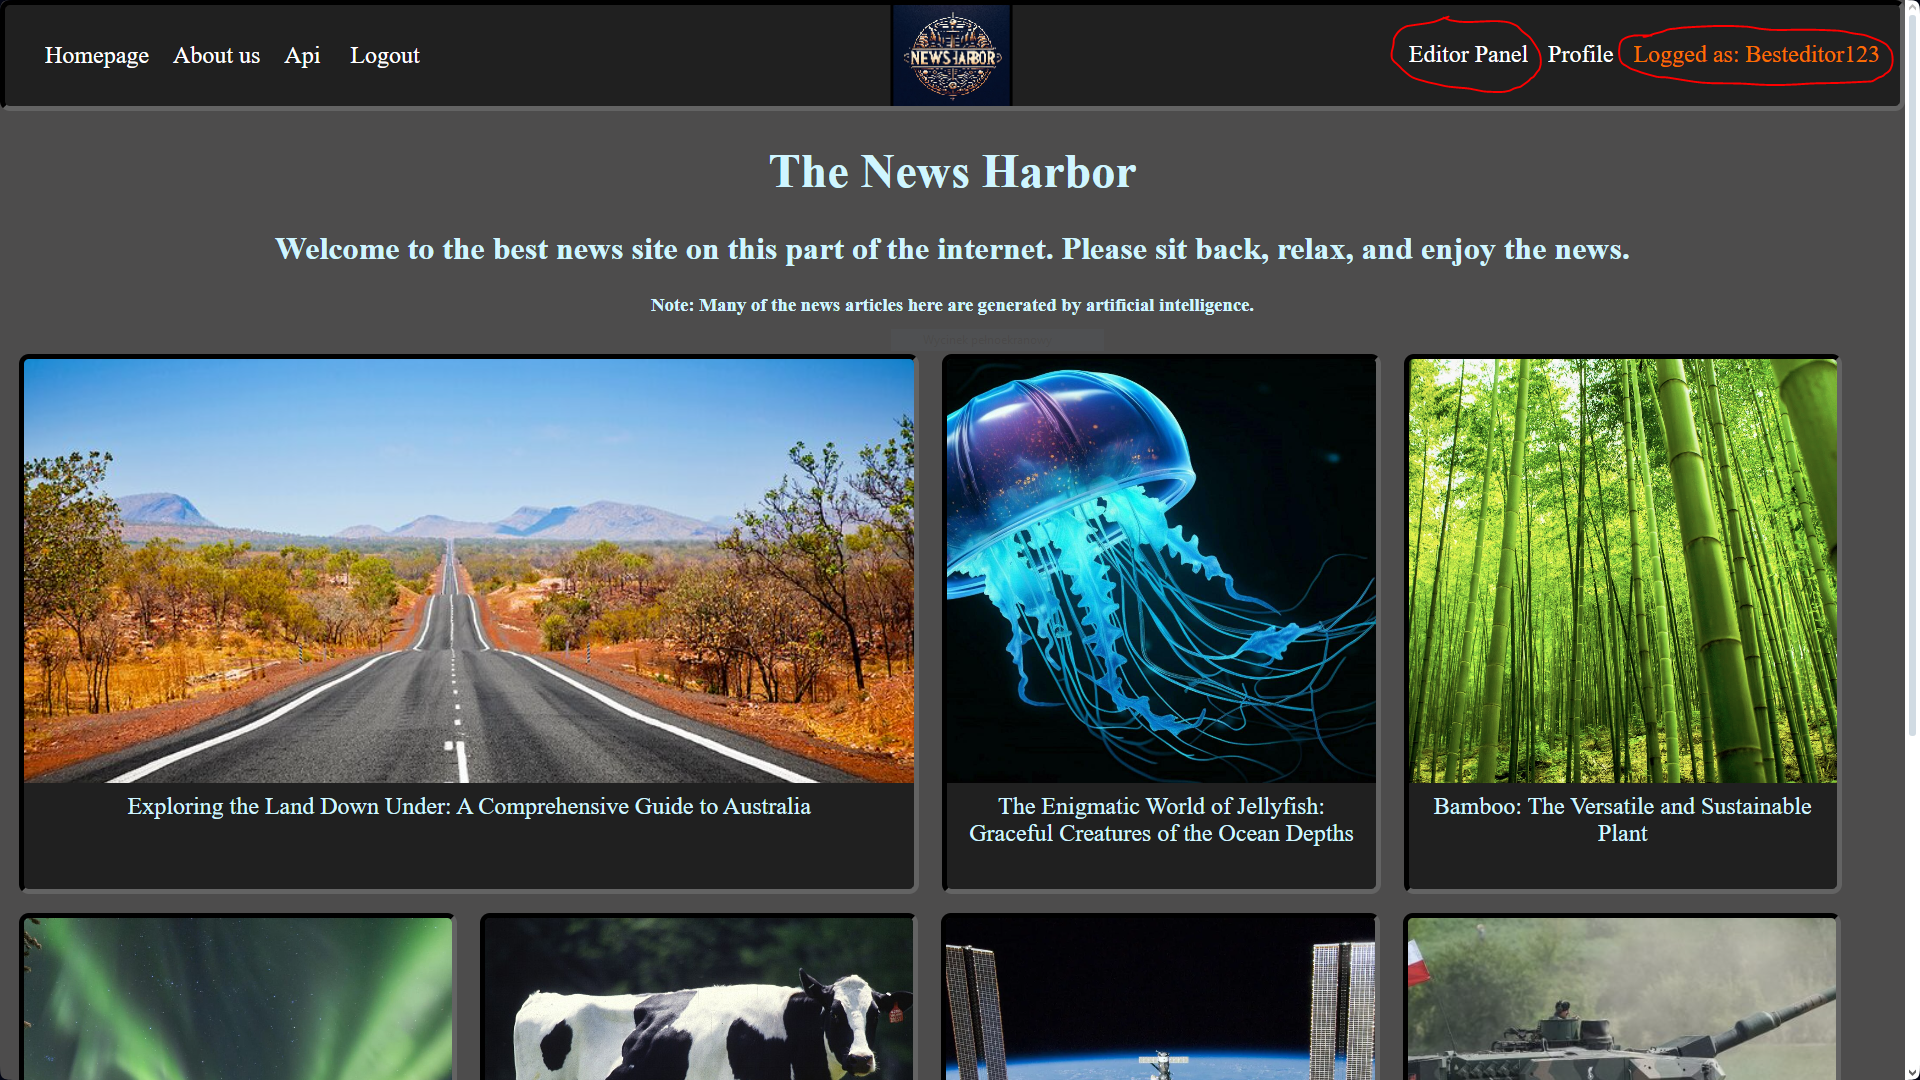 Homepage About us Api Logout
NEWS HARBOR
Editor Panel Profile Logged as: Besteditor123
The News Harbor
Welcome to the best news site on this part of the internet. Please sit back, relax, and enjoy the news.
Note: Many of the news articles here are generated by artificial intelligence.
Exploring the Land Down Under: A Comprehensive Guide to Australia
The Enigmatic World of Jellyfish:
Graceful Creatures of the Ocean Depths
Bamboo: The Versatile and Sustainable
Plant